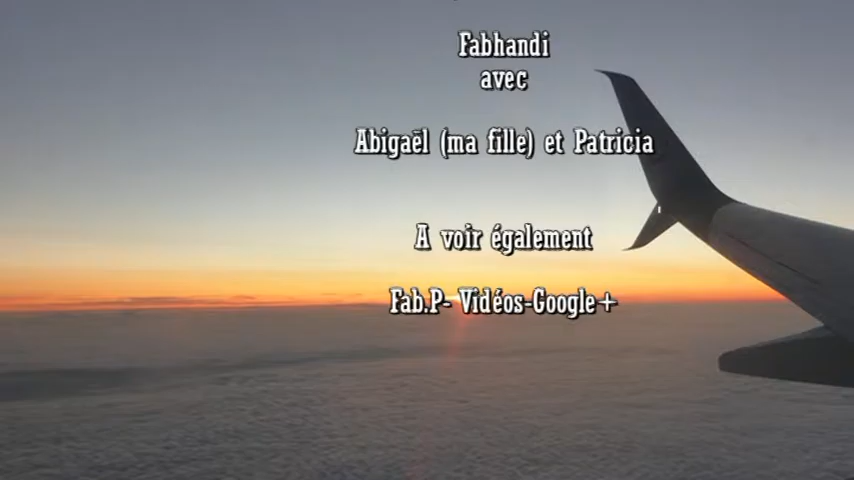 Fabhandi
avec
Abigaël (ma fille) et Patricia
A voir également
Fab.P- Vidéos-Google+